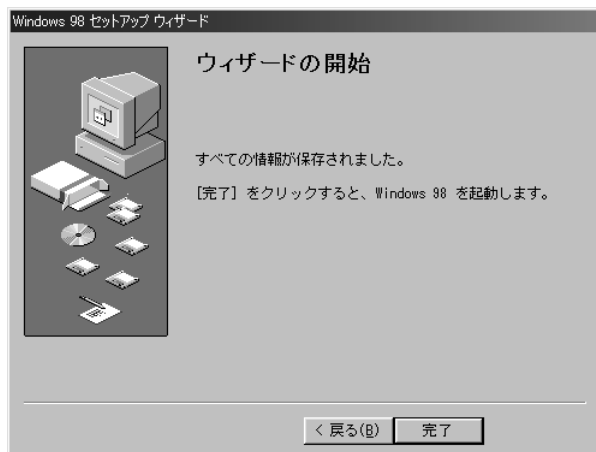 Windows 98 セットアップ ウィザード
ウィザードの開始
すべての情報が保存されました。
[完了] をクリックすると、Windows 98 を起動します。
< 戻る(B)
完了